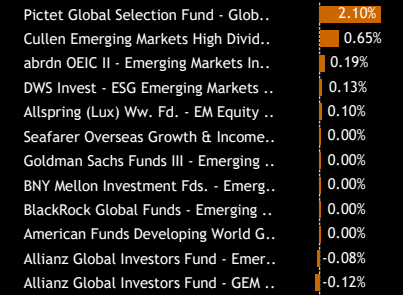 Pictet Global Selection Fund - Glob.. 2.10%
Cullen Emerging Markets High Divid.. 0.65%
abrdn OEIC II - Emerging Markets In.. 0.19%
DWS Invest - ESG Emerging Markets .. 0.13%
Allspring (Lux) Ww. Fd. - EM Equity .. 0.10%
Seafarer Overseas Growth & Income.. 0.00%
Goldman Sachs Funds III - Emerging .. 0.00%
BNY Mellon Investment Fds. - Emerg.. 0.00%
BlackRock Global Funds - Emerging .. 0.00%
American Funds Developing World G.. 0.00%
Allianz Global Investors Fund - Emer.. -0.08%
Allianz Global Investors Fund - GEM .. -0.12%